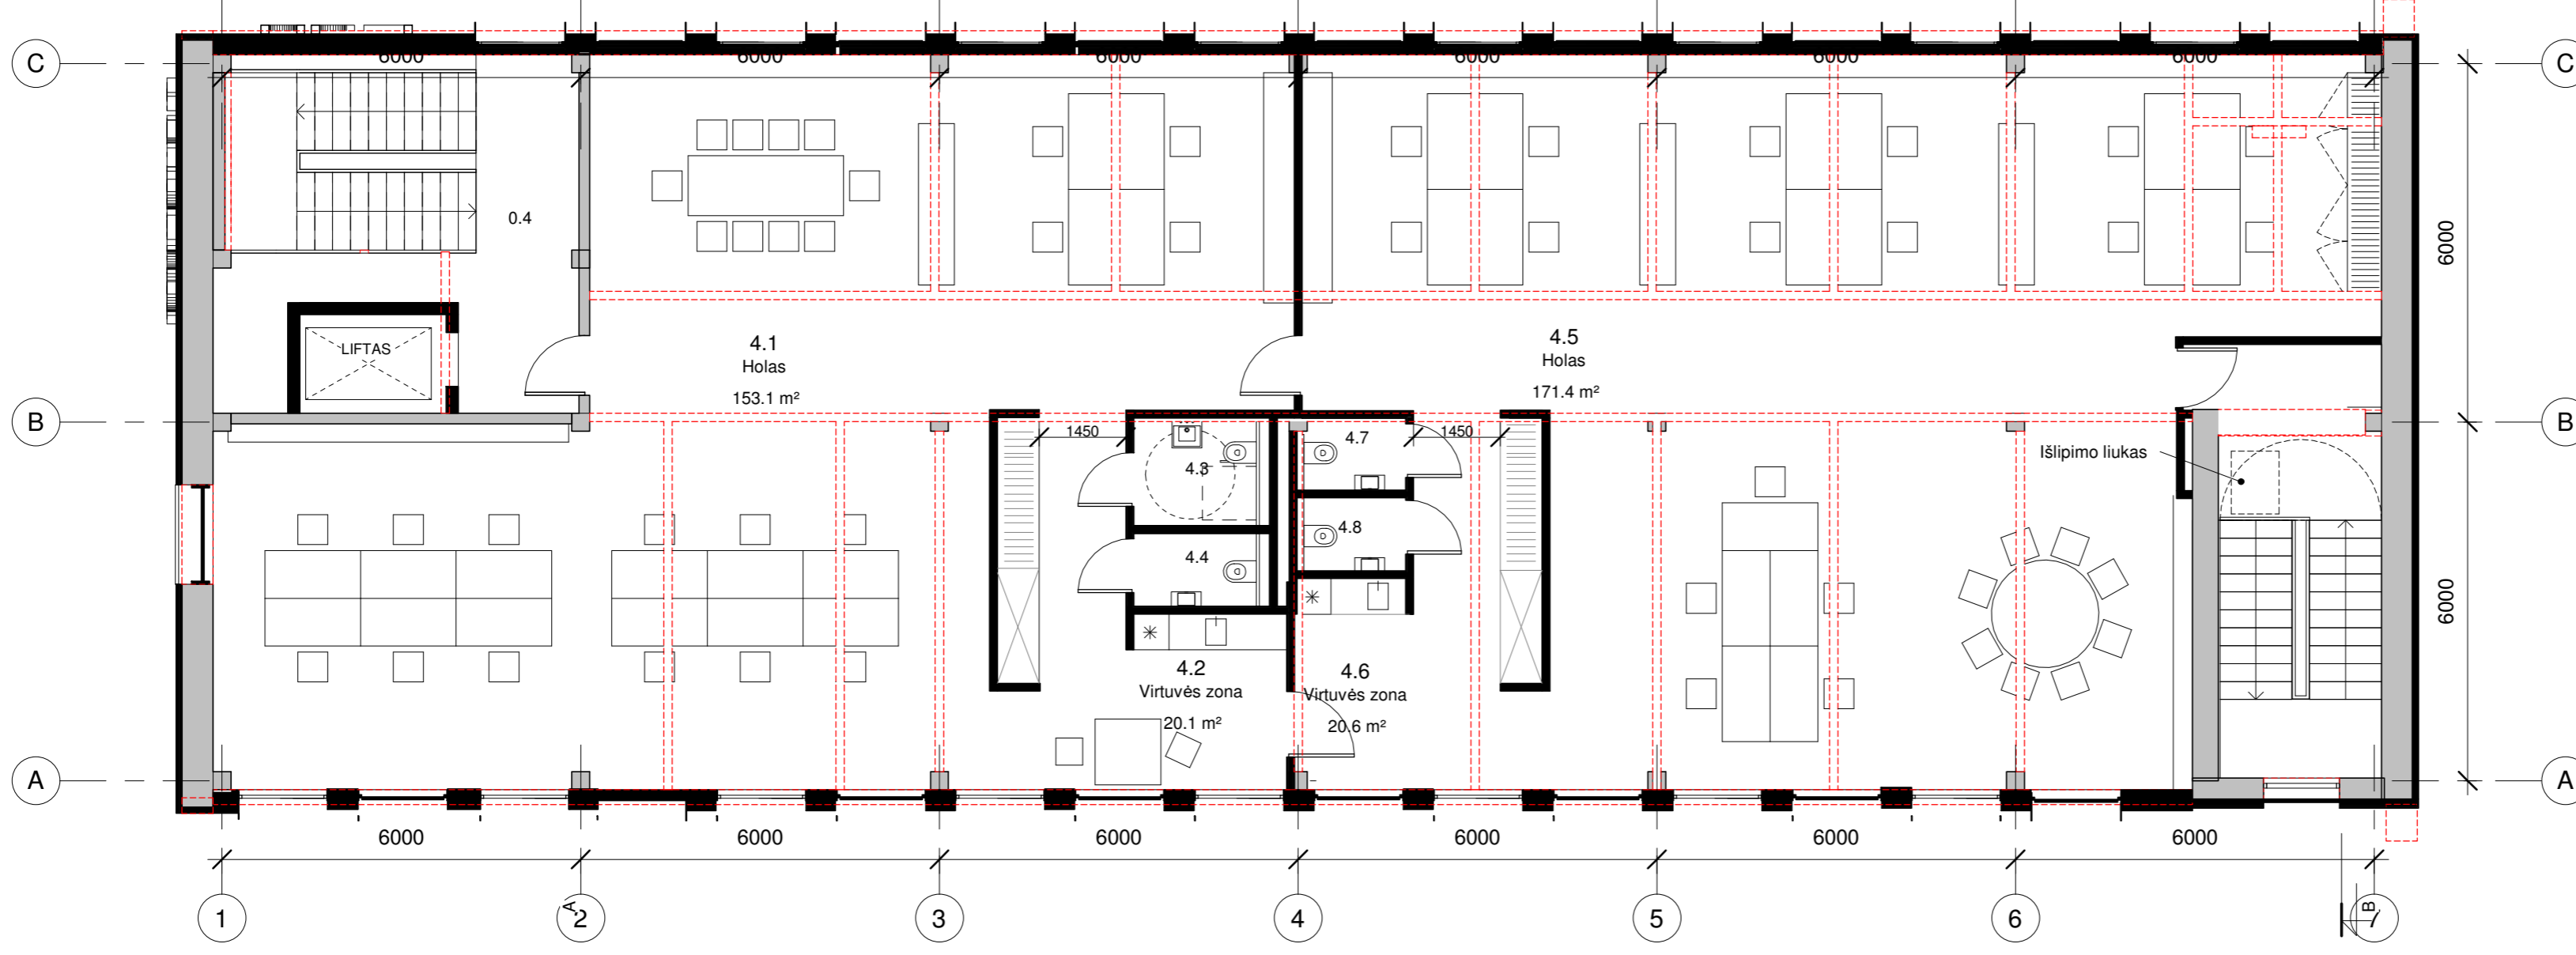 C
6000
6000
6000
6000
6000
6000
C
0.4
6000
LIFTAS
4.1
Holas
153.1 m²
4.5
Holas
171.4 m²
B
1450
4.3
4.7
1450
Išlipimo liukas
B
4.4
4.8
6000
4.2
Virtuvės zona
20.1 m²
4.6
Virtuvės zona
20.6 m²
A
A
6000
6000
6000
6000
6000
6000
1
A
2
3
4
5
6
B
7